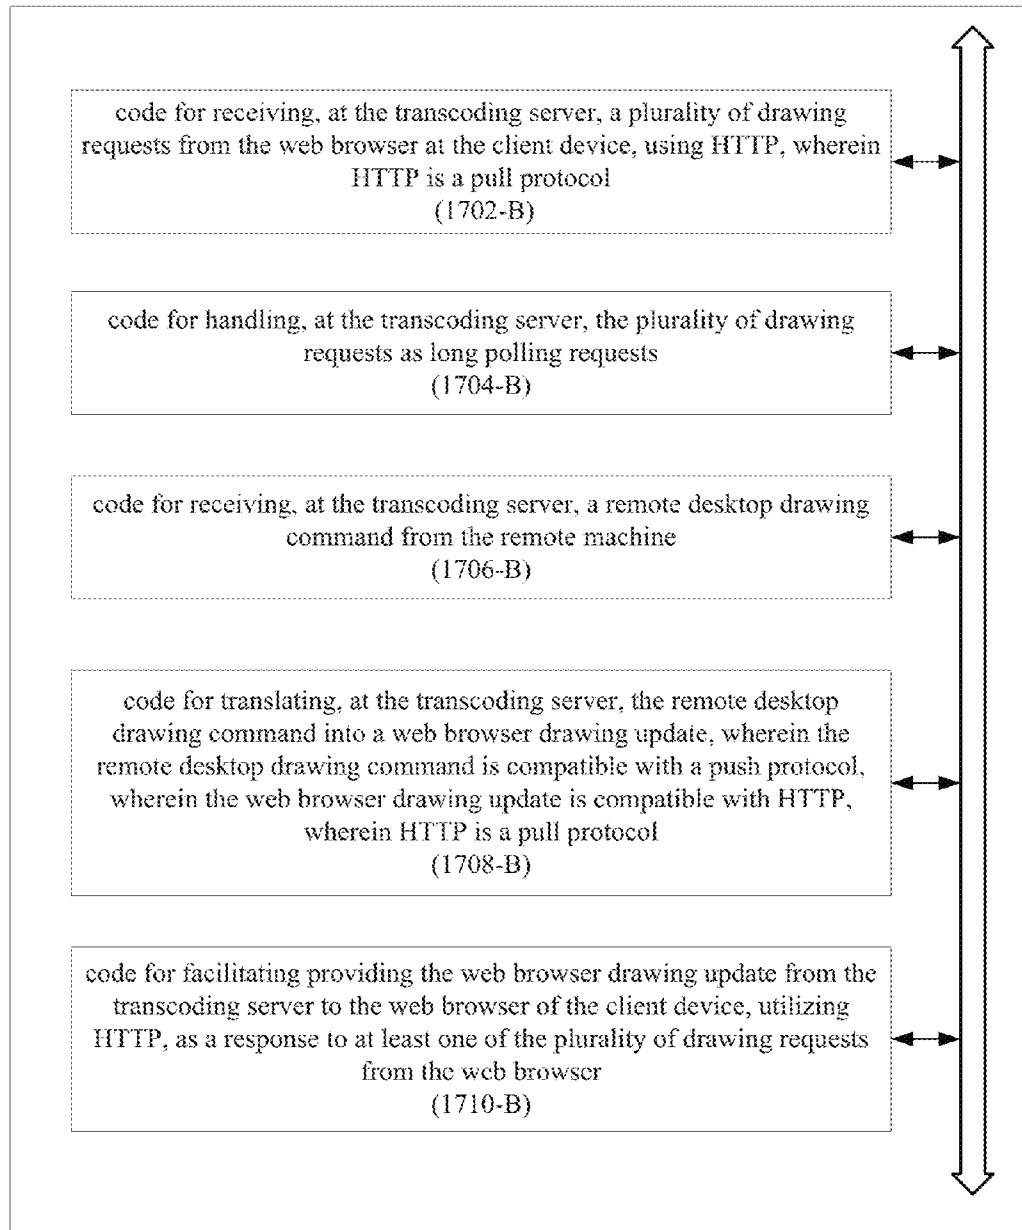 code for receiving, at the transcoding server, a plurality of drawing
requests from the web browser at the client device, using HTTP, wherein
HTTP is a pull protocol
(1702-B)
code for handling, at the transcoding server, the plurality of drawing
requests as long polling requests
(1704-B)
code for receiving, at the transcoding server, a remote desktop drawing
command from the remote machine
(1706-B)
code for translating, at the transcoding server, the remote desktop
drawing command into a web browser drawing update, wherein the
remote desktop drawing command is compatible with a push protocol,
wherein the web browser drawing update is compatible with HTTP,
wherein HTTP is a pull protocol
(1708-B)
code for facilitating providing the web browser drawing update from the
transcoding server to the web browser of the client device, utilizing
HTTP, as a response to at least one of the plurality of drawing requests
from the web browser
(1710-B)